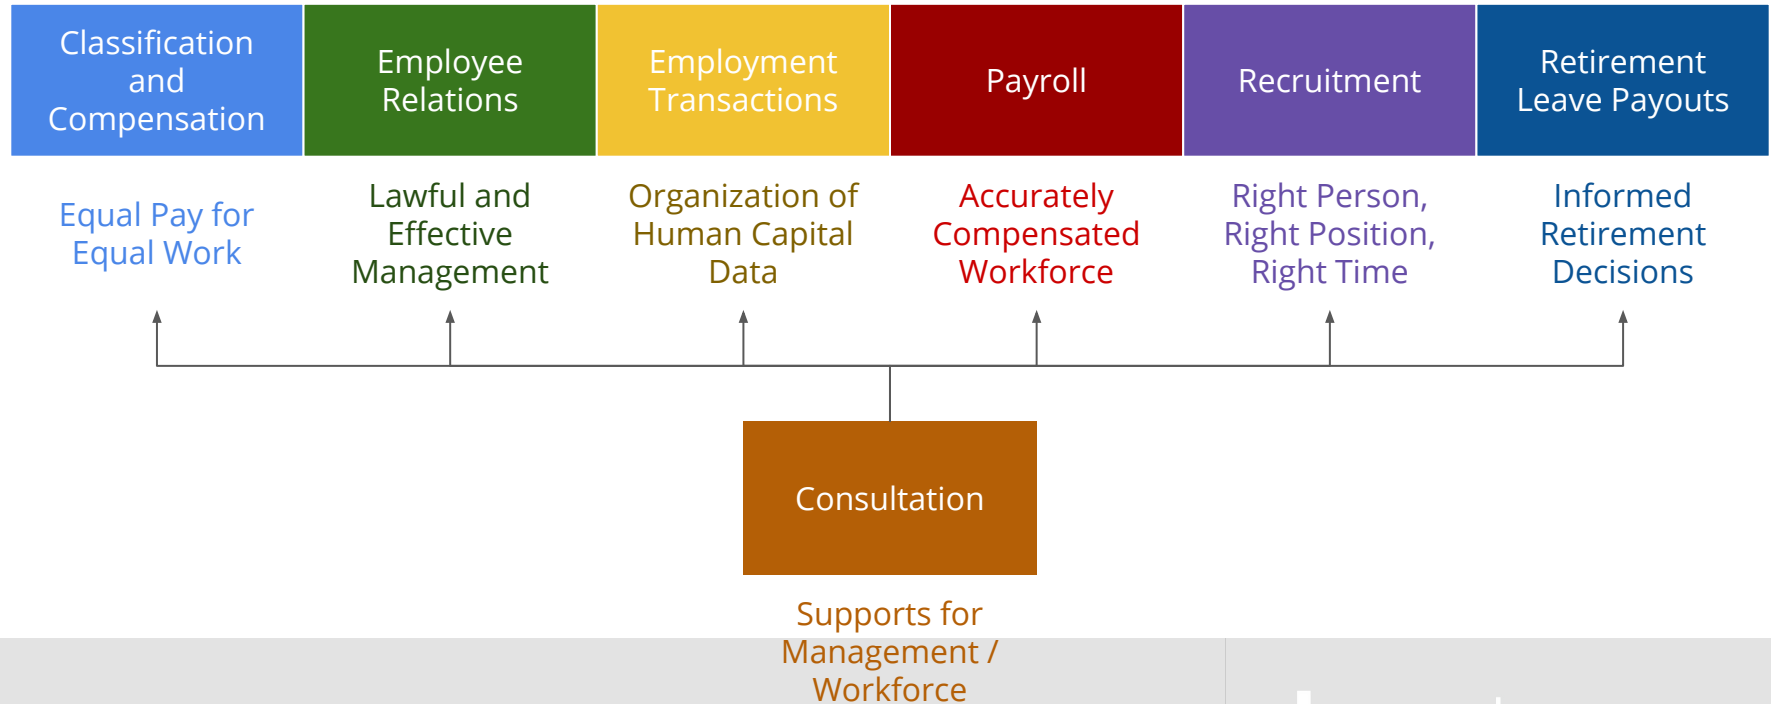 Classification
and
Compensation
Employee
Relations
Employment
Transactions
Payroll
Recruitment
Retirement
Leave Payouts
Equal Pay for
Equal Work
Lawful and
Effective
Management
Organization of
Human Capital
Data
Accurately
Compensated
Workforce
Right Person,
Right Position,
Right Time
Informed
Retirement
Decisions
Consultation
Supports for
Management /
Workforce